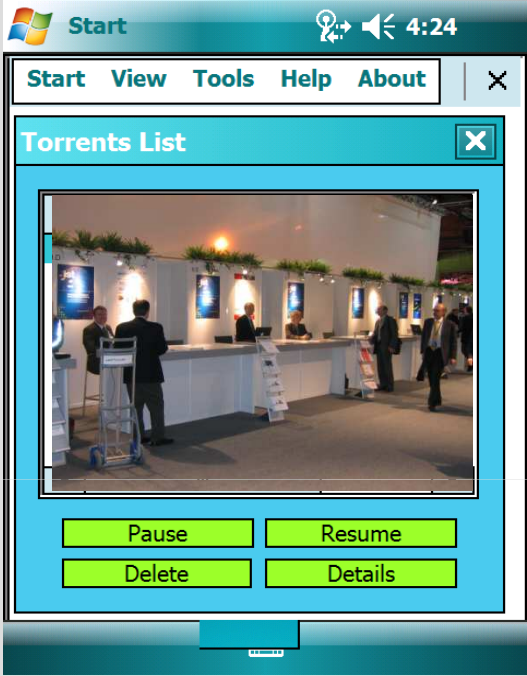 Start
4:24
Start View Tools Help About
Torrents List
Pause Resume
Delete Details